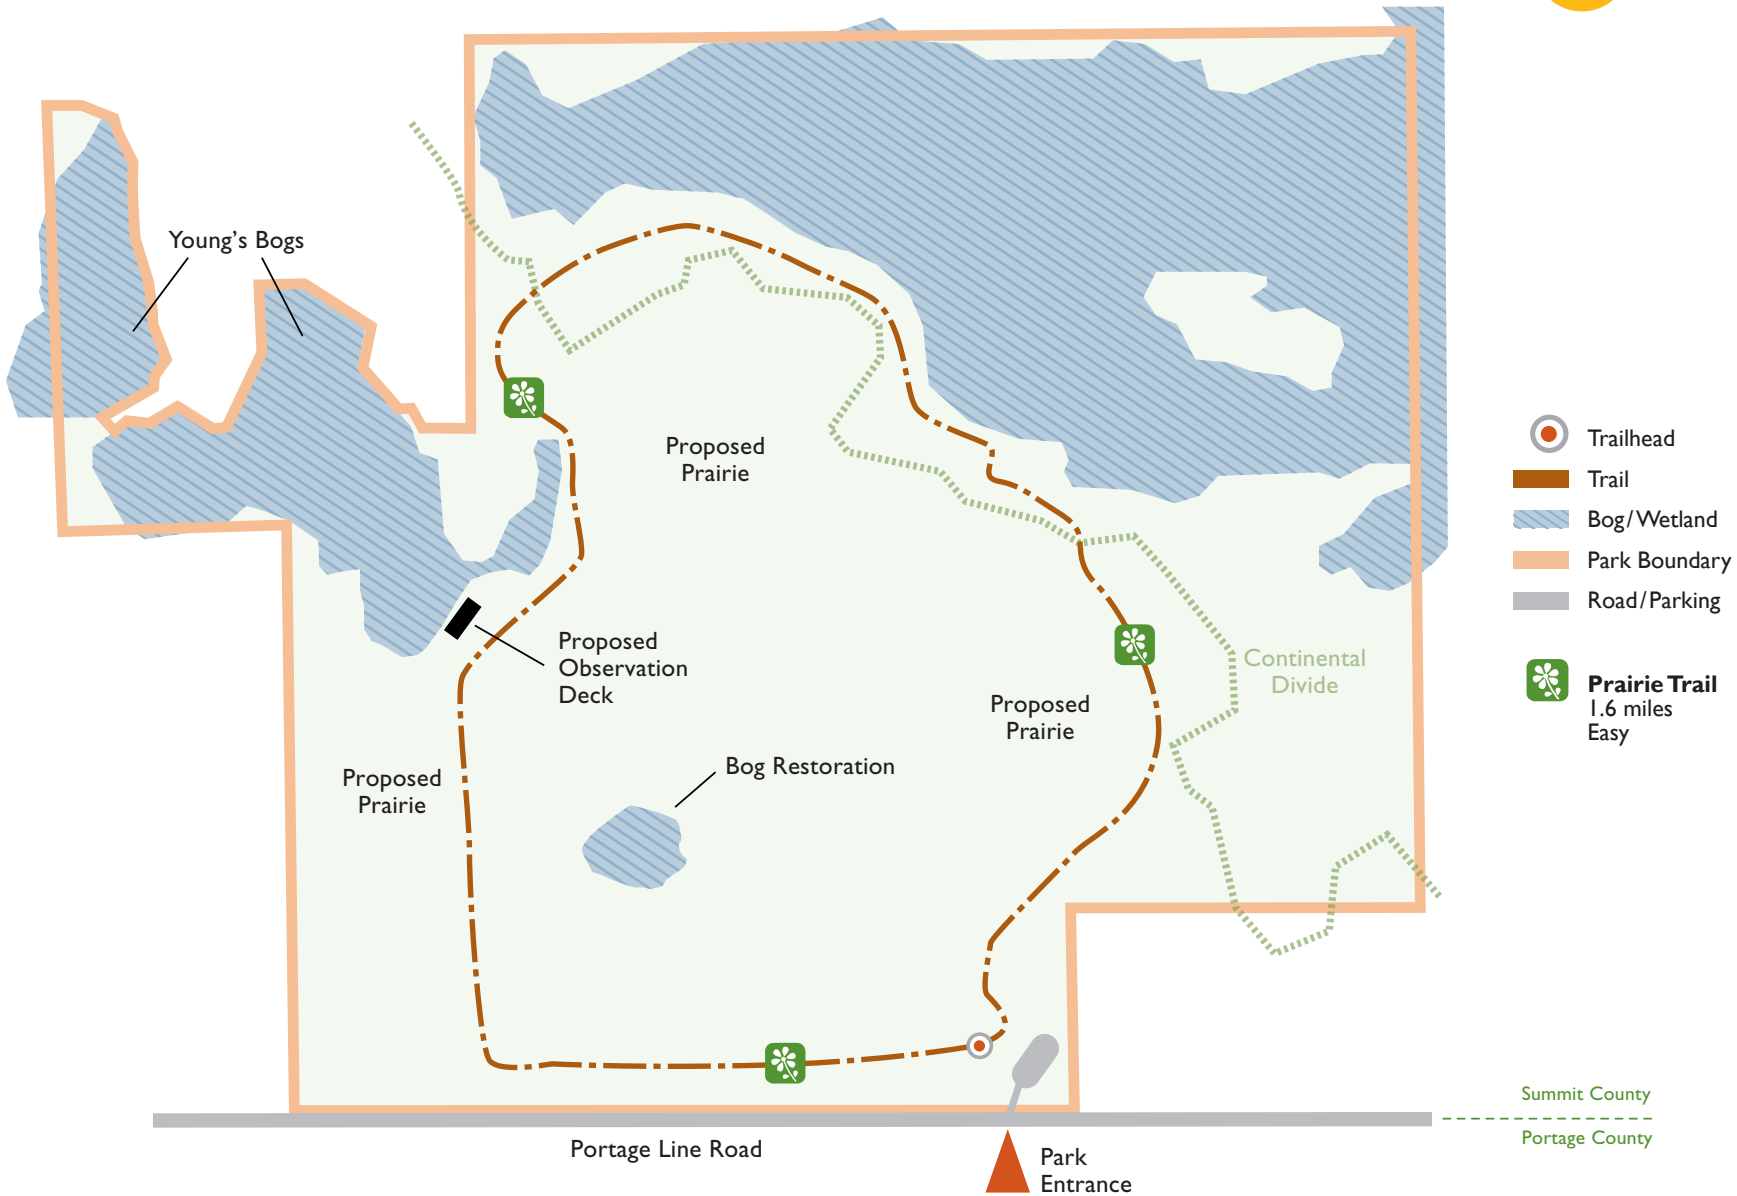 Young's Bogs
Proposed
Prairie
Proposed
Observation
Deck
Continental
Divide
Proposed
Prairie
Proposed
Prairie
Bog Restoration
Portage Line Road
Park
Entrance
Trailhead
Trail
Bog/Wetland
Park Boundary
Road/Parking
Prairie Trail
1.6 miles
Easy
Summit County
Portage County